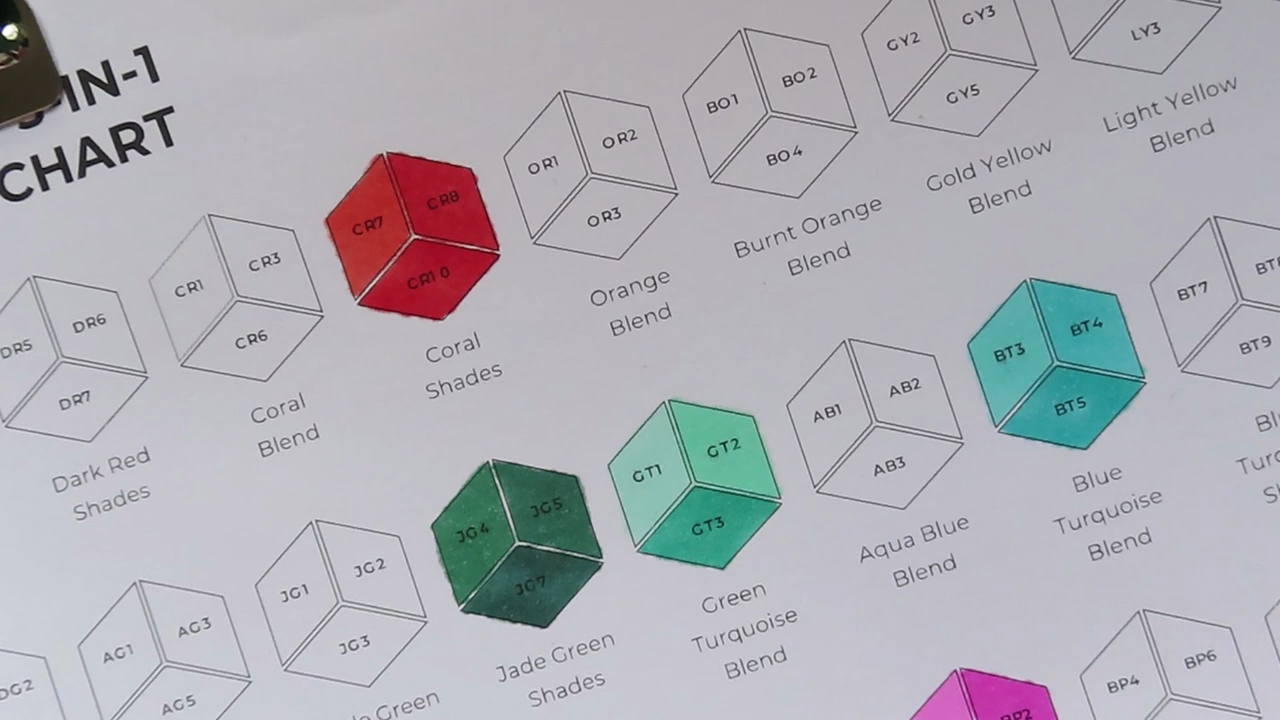 IN-1
CHART
GY2
GY3
GY5
LY3
Light Yellow
Blend
BO1
BO2
BO4
Gold Yellow
Blend
OR1
OR2
OR3
Burnt Orange
Blend
CR7
CR8
CR10
Orange
Blend
CR1
CR3
CR6
Coral
Shades
DR5
DR6
DR7
Coral
Blend
Dark Red
Shades
BT7
BT9
BT3
BT4
BT5
AB1
AB2
AB3
Blue
Turquoise
Blend
GT1
GT2
GT3
Aqua Blue
Blend
JG4
JG5
JG7
Green
Turquoise
Blend
JG1
JG2
JG3
Jade Green
Shades
AG1
AG3
AG5
Green
DG2
BP2
BP4
BP6